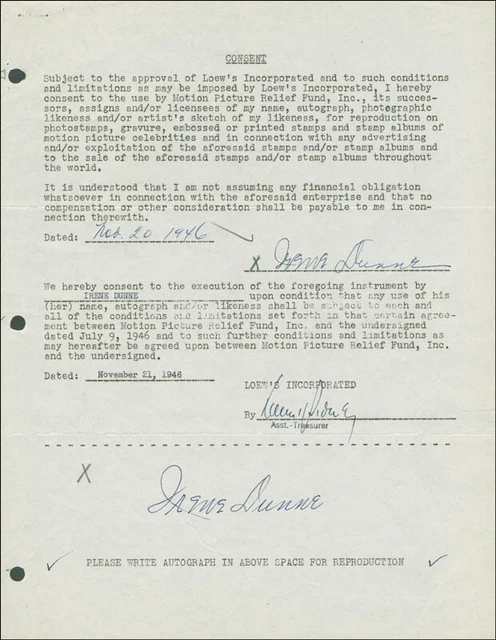 CONSENT
Subject to the approval of Loew's Incorporated and to such conditions
and limitations as may be imposed by Loew's Incorporated, I hereby
consent to the use by Motion Picture Relief Fund, Inc., its succes-
sors, assigns and/or licensees of my name, autograph, photographic
likeness and/or artist's sketch of my likeness, for reproduction on
photostamps, gravure, embossed or printed stamps and stamp albums of
motion picture celebrities and in connection with any advertising
and/or exploitation of the aforesaid stamps and/or stamp albums and
to the sale of the aforesaid stamps and/or stamp albums throughout
the world.
It is understood that I am not assuming any financial obligation
whatsoever in connection with the aforesaid enterprise and that no
compensation or other consideration shall be payable to me in con-
nection therewith.
Dated: Nov. 20 1946
X Irene Dunne
We hereby consent to the execution of the foregoing instrument by
IRENE DUNNE upon condition that any use of his
(her) name, autograph and/or likeness shall be subject to each and
all of the conditions and limitations set forth in that certain agree-
ment between Motion Picture Relief Fund, Inc. and the undersigned
dated July 9, 1946 and to such further conditions and limitations as
may hereafter be agreed upon between Motion Picture Relief Fund, Inc.
and the undersigned.
Dated: November 21, 1946
LOEW'S INCORPORATED
By
Asst.-Treasurer
X
Irene Dunne
PLEASE WRITE AUTOGRAPH IN ABOVE SPACE FOR REPRODUCTION